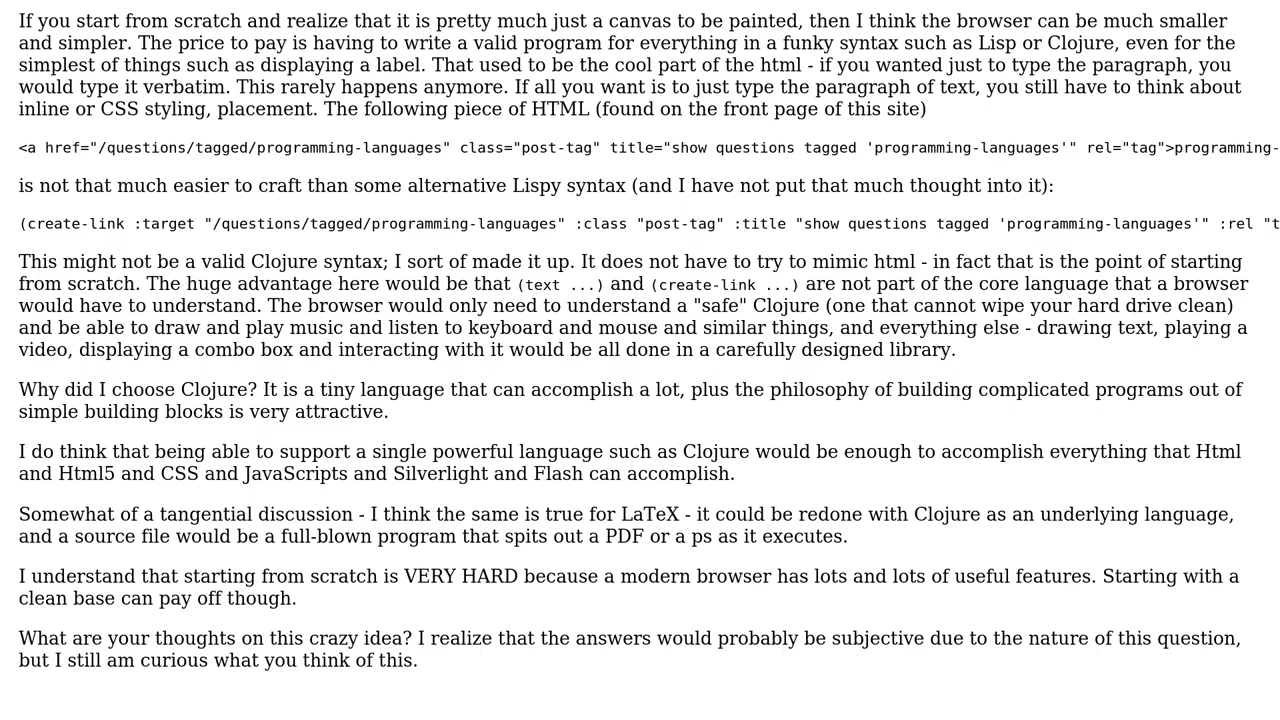 If you start from scratch and realize that it is pretty much just a canvas to be painted, then I think the browser can be much smaller
and simpler. The price to pay is having to write a valid program for everything in a funky syntax such as Lisp or Clojure, even for the
simplest of things such as displaying a label. That used to be the cool part of the html - if you wanted just to type the paragraph, you
would type it verbatim. This rarely happens anymore. If all you want is to just type the paragraph of text, you still have to think about
inline or CSS styling, placement. The following piece of HTML (found on the front page of this site)
<a href="/questions/tagged/programming-languages" class="post-tag" title="show questions tagged 'programming-languages'" rel="tag">programming-
is not that much easier to craft than some alternative Lispy syntax (and I have not put that much thought into it):
(create-link :target "/questions/tagged/programming-languages" :class "post-tag" :title "show questions tagged 'programming-languages'" :rel "t
This might not be a valid Clojure syntax; I sort of made it up. It does not have to try to mimic html - in fact that is the point of starting
from scratch. The huge advantage here would be that (text ...) and (create-link ...) are not part of the core language that a browser
would have to understand. The browser would only need to understand a "safe" Clojure (one that cannot wipe your hard drive clean)
and be able to draw and play music and listen to keyboard and mouse and similar things, and everything else - drawing text, playing a
video, displaying a combo box and interacting with it would be all done in a carefully designed library.
Why did I choose Clojure? It is a tiny language that can accomplish a lot, plus the philosophy of building complicated programs out of
simple building blocks is very attractive.
I do think that being able to support a single powerful language such as Clojure would be enough to accomplish everything that Html
and Html5 and CSS and JavaScripts and Silverlight and Flash can accomplish.
Somewhat of a tangential discussion - I think the same is true for LaTeX - it could be redone with Clojure as an underlying language,
and a source file would be a full-blown program that spits out a PDF or a ps as it executes.
I understand that starting from scratch is VERY HARD because a modern browser has lots and lots of useful features. Starting with a
clean base can pay off though.
What are your thoughts on this crazy idea? I realize that the answers would probably be subjective due to the nature of this question,
but I still am curious what you think of this.